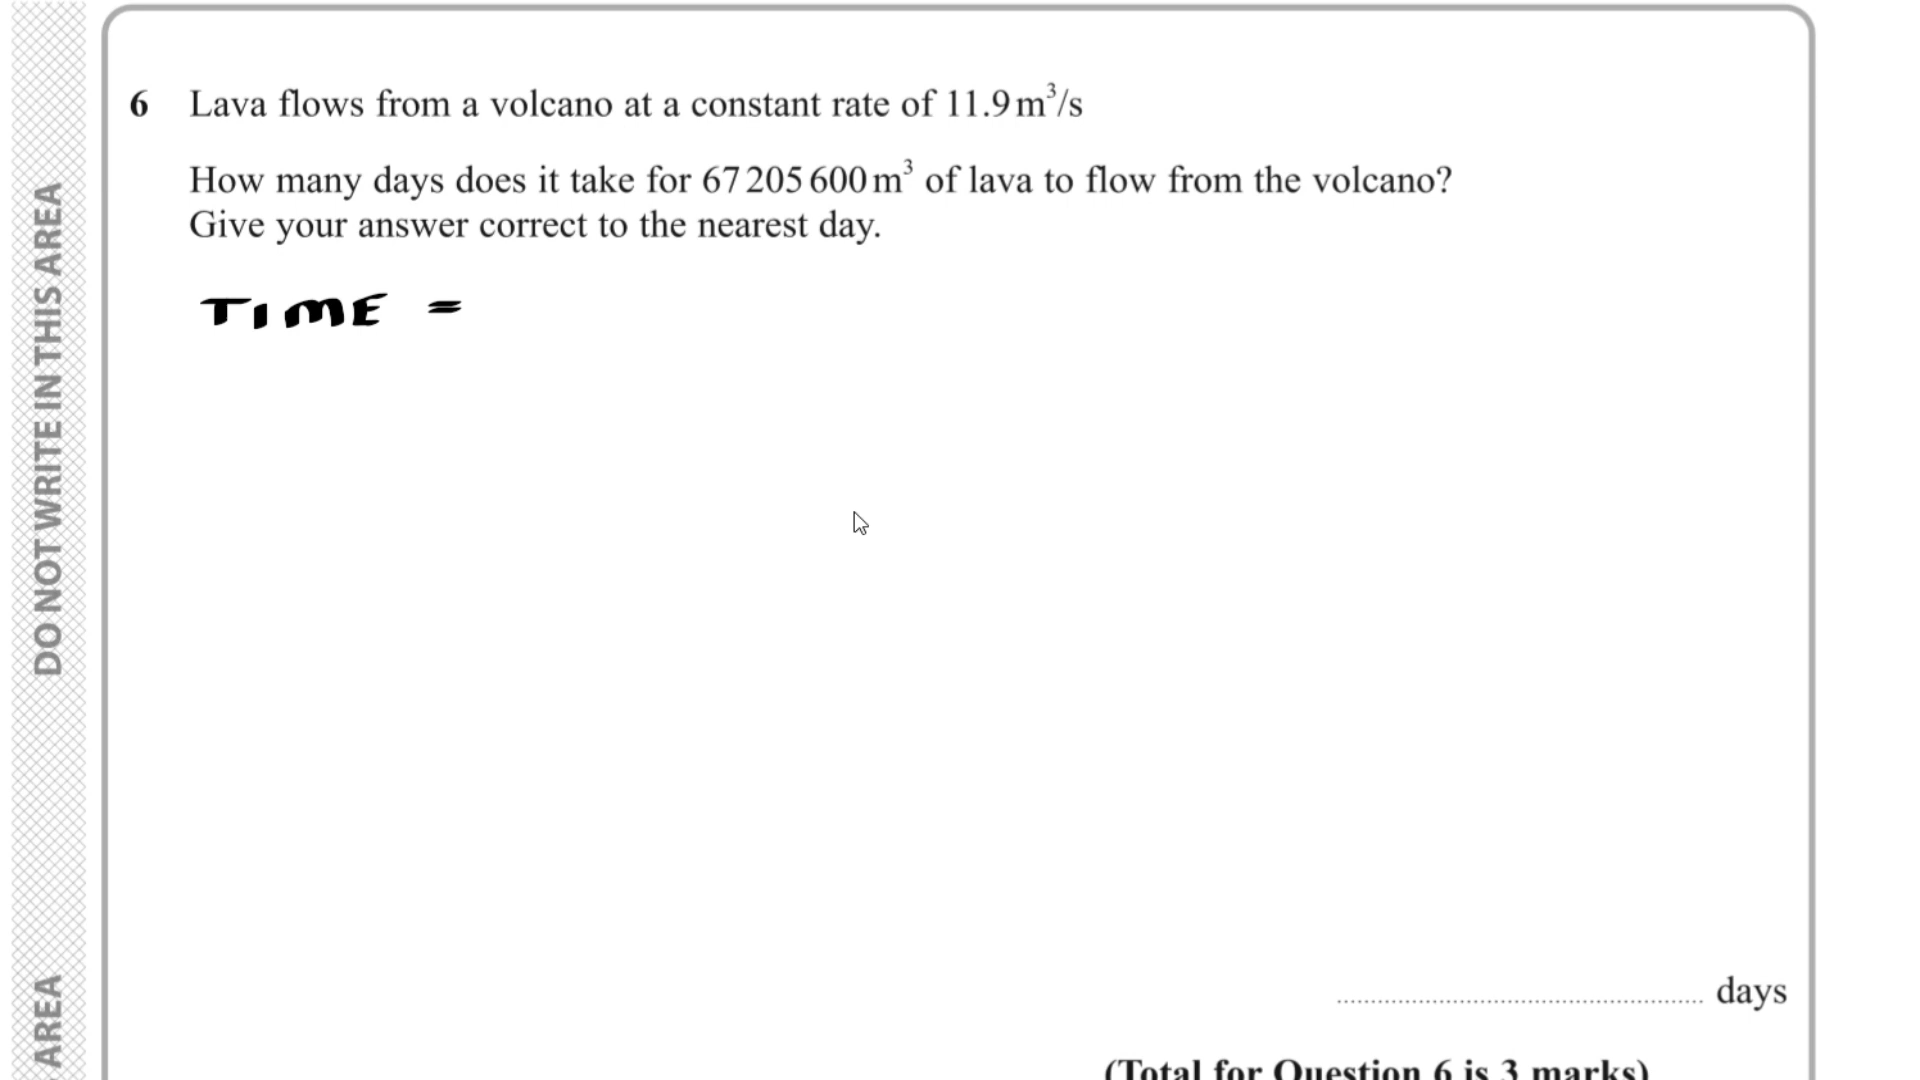 DO NOT WRITE IN THIS AREA
AREA
6 Lava flows from a volcano at a constant rate of 11.9 m³/s
How many days does it take for 67 205 600 m³ of lava to flow from the volcano?
Give your answer correct to the nearest day.
TIME =
.................................................... days
(Total for Question 6 is 3 marks)